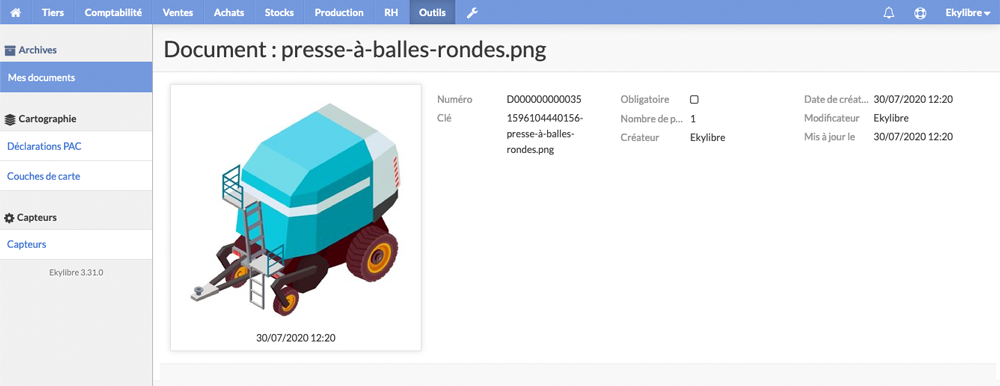 Tiers Comptabilité Ventes Achats Stocks Production RH Outils Ekylibre
Archives
Mes documents
Cartographie
Déclarations PAC
Couches de carte
Capteurs
Capteurs
Ekylibre 3.31.0
Document : presse-à-balles-rondes.png
30/07/2020 12:20
Numéro D000000000035
Clé 1596104440156-
presse-à-balles-
rondes.png
Obligatoire
Nombre de p... 1
Créateur Ekylibre
Date de créat... 30/07/2020 12:20
Modificateur Ekylibre
Mis à jour le 30/07/2020 12:20